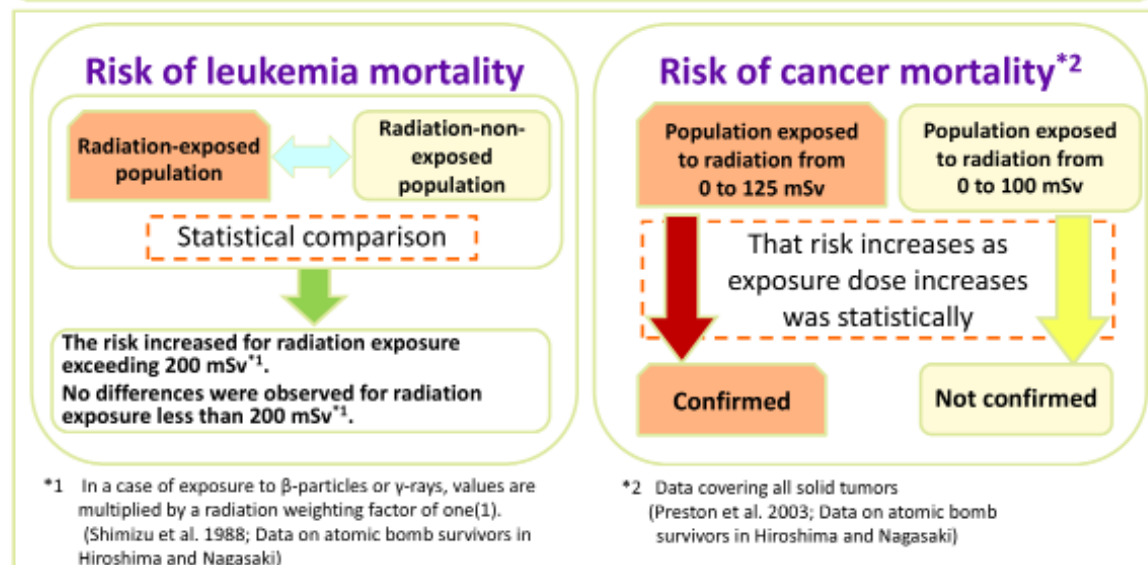 Risk of leukemia mortality
Radiation-exposed
population
Radiation-non-
exposed
population
Statistical comparison
The risk increased for radiation exposure
exceeding 200 mSv*1.
No differences were observed for radiation
exposure less than 200 mSv*1.
*1 In a case of exposure to β-particles or γ-rays, values are
multiplied by a radiation weighting factor of one(1).
(Shimizu et al. 1988; Data on atomic bomb survivors in
Hiroshima and Nagasaki)
Risk of cancer mortality*2
Population exposed
to radiation from
0 to 125 mSv
Population exposed
to radiation from
0 to 100 mSv
That risk increases as
exposure dose increases
was statistically
Confirmed
Not confirmed
*2 Data covering all solid tumors
(Preston et al. 2003; Data on atomic bomb
survivors in Hiroshima and Nagasaki)